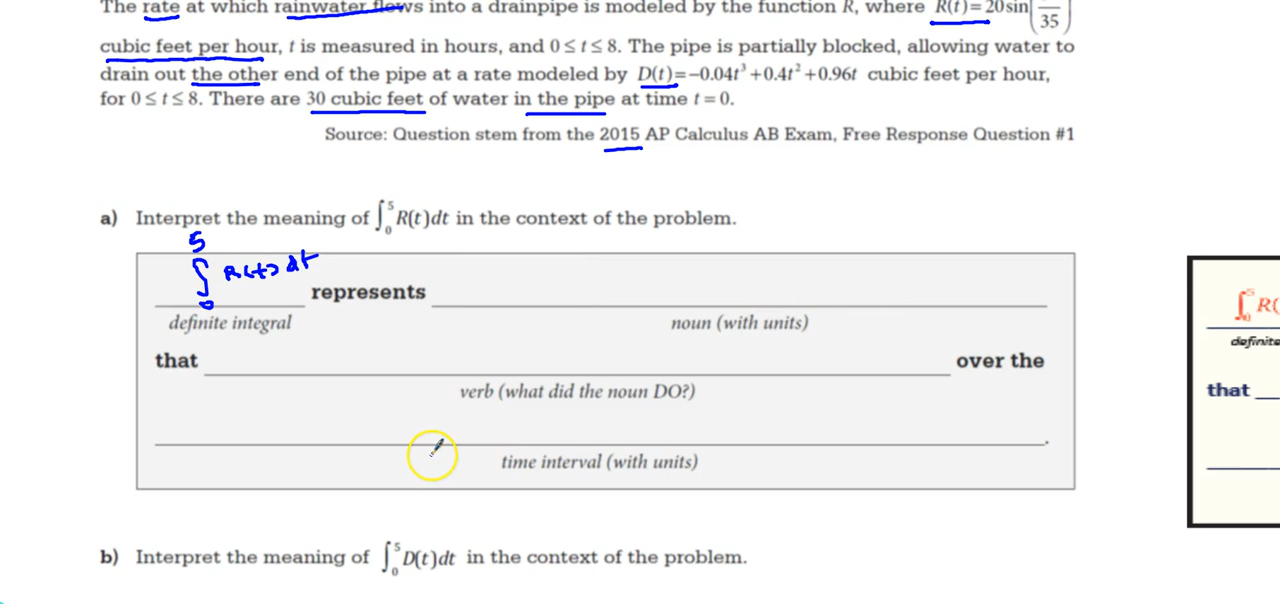 The rate at which rainwater flows into a drainpipe is modeled by the function R, where R(t) = 20sin( /35)
cubic feet per hour, t is measured in hours, and 0 ≤ t ≤ 8. The pipe is partially blocked, allowing water to
drain out the other end of the pipe at a rate modeled by D(t) = −0.04t³ + 0.4t² + 0.96t cubic feet per hour,
for 0 ≤ t ≤ 8. There are 30 cubic feet of water in the pipe at time t = 0.
Source: Question stem from the 2015 AP Calculus AB Exam, Free Response Question #1
a) Interpret the meaning of ∫₀⁵ R(t)dt in the context of the problem.
∫₀⁵ R(t) dt represents
definite integral noun (with units)
that over the
verb (what did the noun DO?)
time interval (with units)
b) Interpret the meaning of ∫₀⁵ D(t)dt in the context of the problem.
∫₀⁵ R(
definite
that